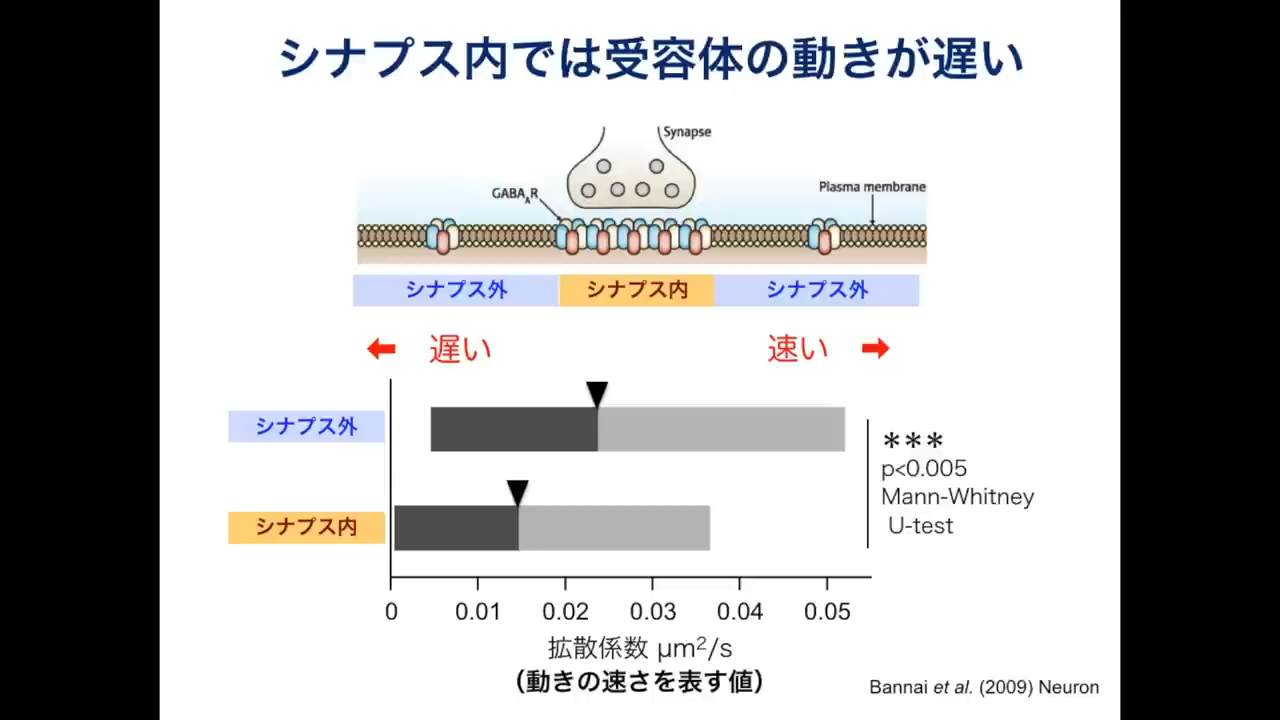 シナプス内では受容体の動きが遅い
Synapse
GABAAR
Plasma membrane
シナプス外 シナプス内 シナプス外
遅い 速い
シナプス外
シナプス内
***
p<0.005
Mann-Whitney
U-test
0 0.01 0.02 0.03 0.04 0.05
拡散係数 μm²/s
（動きの速さを表す値）
Bannai et al. (2009) Neuron